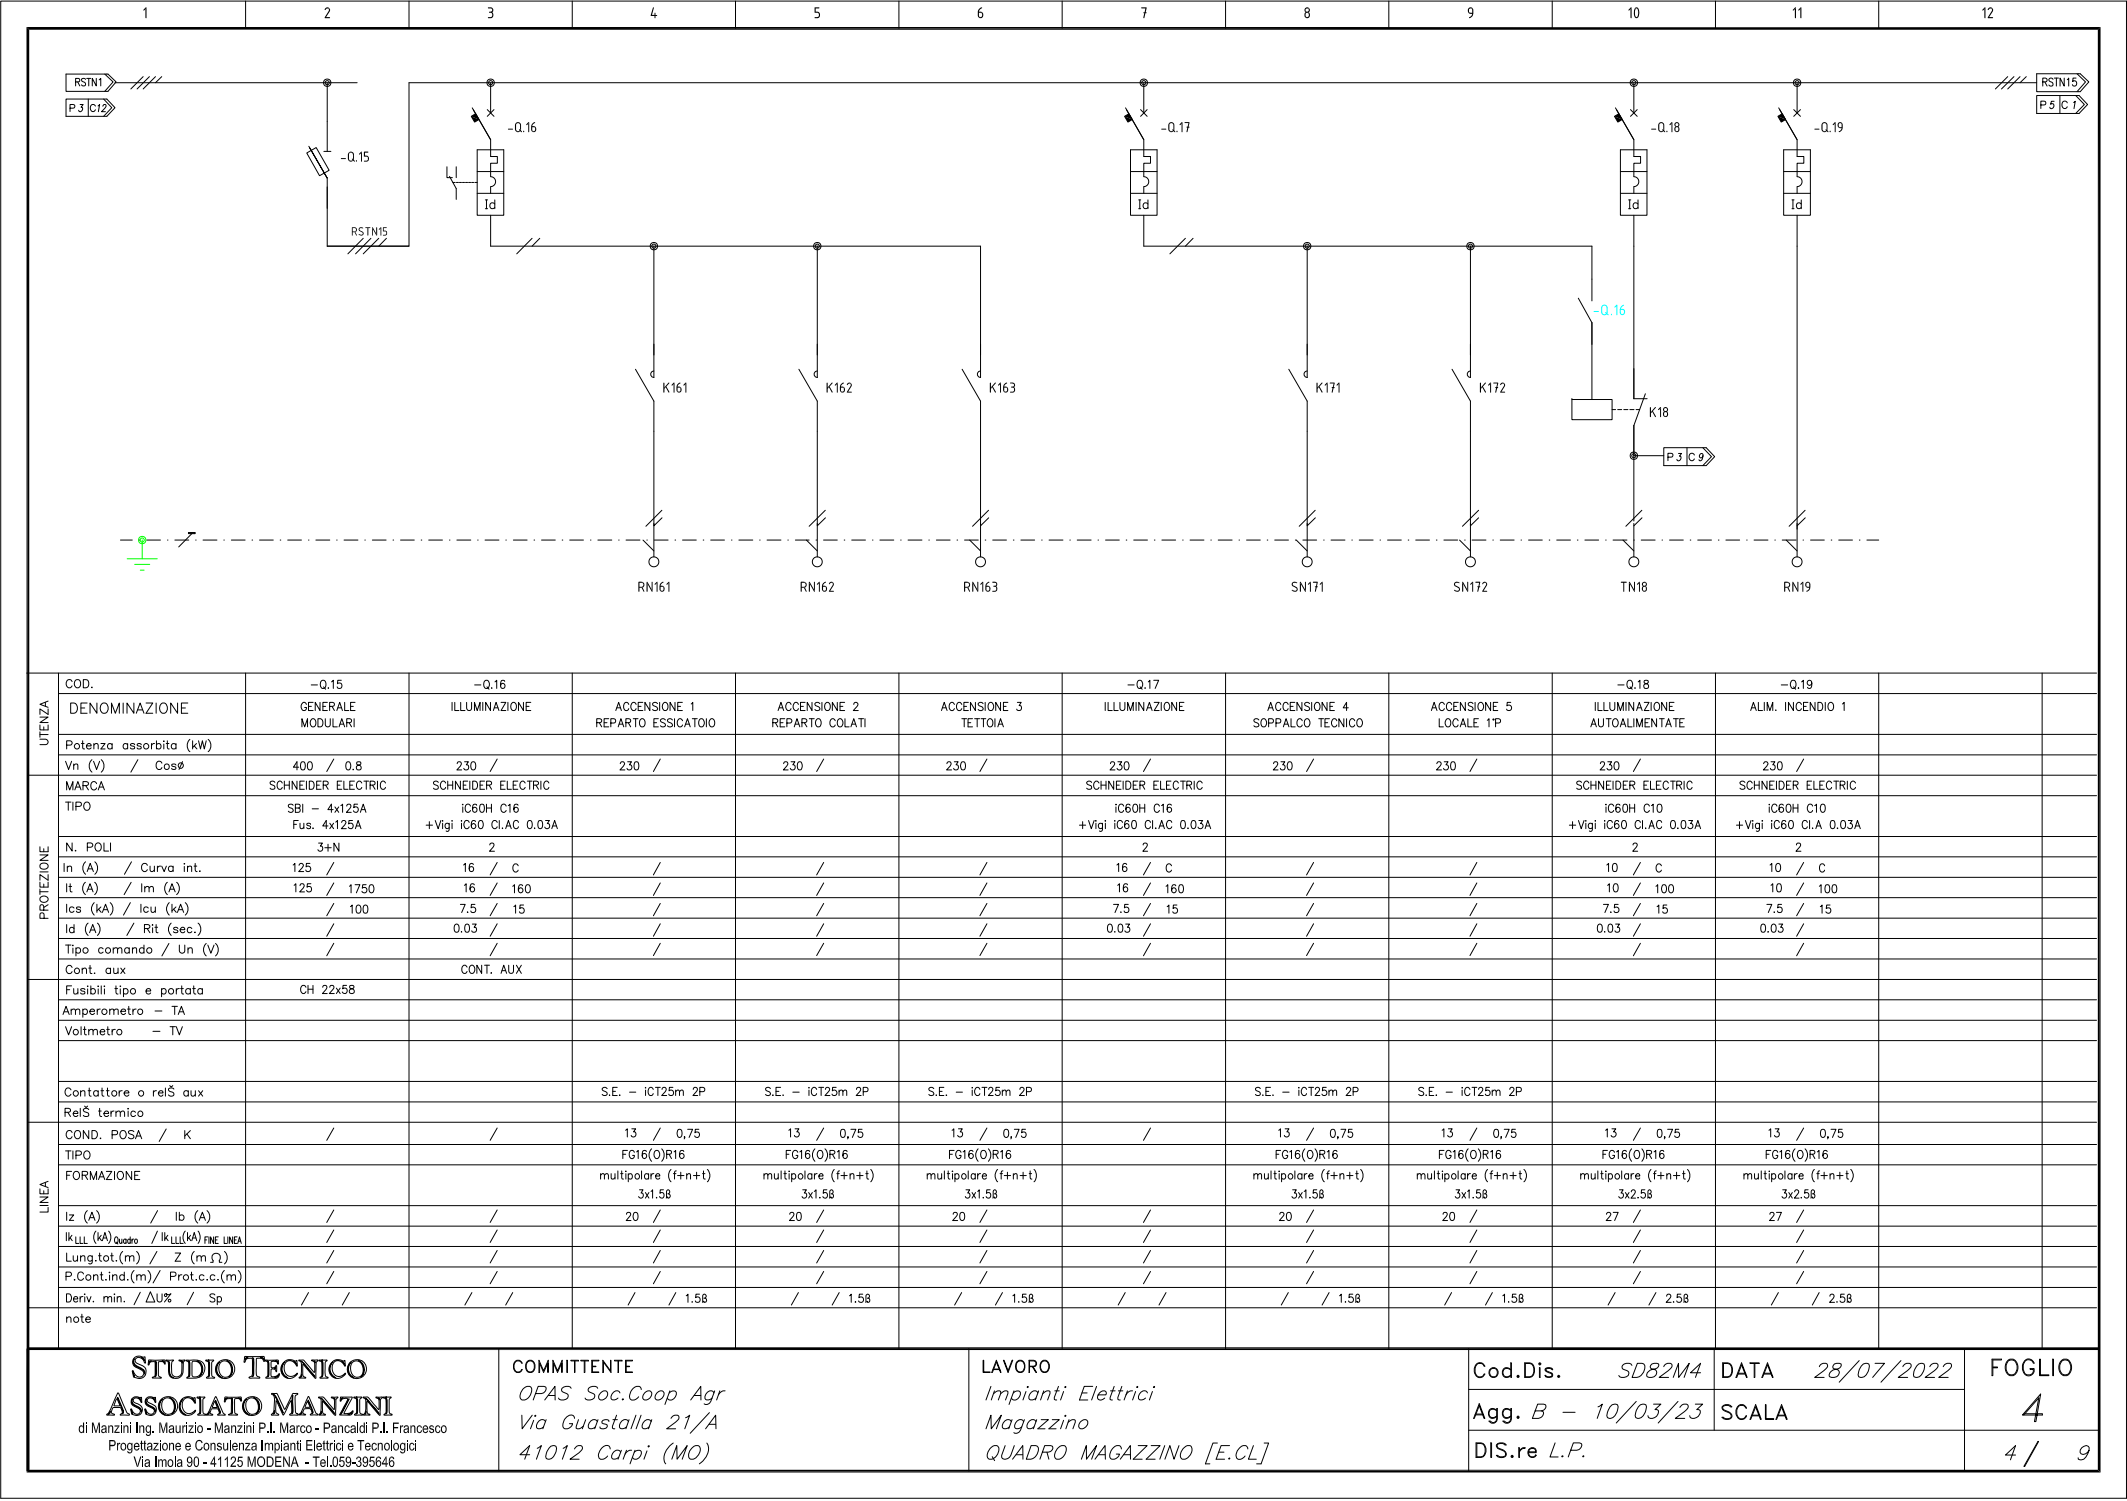 1 2 3 4 5 6 7 8 9 10 11 12
RSTN1
P 3 C12
RSTN15
P 5 C 1
-Q.15
RSTN15
-Q.16
-Q.17
-Q.18
-Q.19
Id Id Id Id
-Q.16
K161 K162 K163 K171 K172 K18
P 3 C 9
RN161 RN162 RN163 SN171 SN172 TN18 RN19
UTENZA
COD. -Q.15 -Q.16 -Q.17 -Q.18 -Q.19
DENOMINAZIONE GENERALE ILLUMINAZIONE ACCENSIONE 1 ACCENSIONE 2 ACCENSIONE 3 ILLUMINAZIONE ACCENSIONE 4 ACCENSIONE 5 ILLUMINAZIONE ALIM. INCENDIO 1
MODULARI REPARTO ESSICATOIO REPARTO COLATI TETTOIA SOPPALCO TECNICO LOCALE 1°P AUTOALIMENTATE
Potenza assorbita (kW)
Vn (V) / Cosø 400 / 0.8 230 / 230 / 230 / 230 / 230 / 230 / 230 / 230 / 230 /
PROTEZIONE
MARCA SCHNEIDER ELECTRIC SCHNEIDER ELECTRIC SCHNEIDER ELECTRIC SCHNEIDER ELECTRIC SCHNEIDER ELECTRIC
TIPO SBI - 4x125A iC60H C16 iC60H C16 iC60H C10 iC60H C10
Fus. 4x125A +Vigi iC60 Cl.AC 0.03A +Vigi iC60 Cl.AC 0.03A +Vigi iC60 Cl.AC 0.03A +Vigi iC60 Cl.A 0.03A
N. POLI 3+N 2 2 2 2
In (A) / Curva int. 125 / 16 / C / / / 16 / C / / 10 / C 10 / C
It (A) / Im (A) 125 / 1750 16 / 160 / / / 16 / 160 / / 10 / 100 10 / 100
Ics (kA) / Icu (kA) / 100 7.5 / 15 / / / 7.5 / 15 / / 7.5 / 15 7.5 / 15
Id (A) / Rit (sec.) / 0.03 / / / / 0.03 / / / 0.03 / 0.03 /
Tipo comando / Un (V) / / / / / / / / / /
Cont. aux CONT. AUX
Fusibili tipo e portata CH 22x58
Amperometro - TA
Voltmetro - TV
Contattore o relŠ aux S.E. - iCT25m 2P S.E. - iCT25m 2P S.E. - iCT25m 2P S.E. - iCT25m 2P S.E. - iCT25m 2P
RelŠ termico
LINEA
COND. POSA / K / / 13 / 0,75 13 / 0,75 13 / 0,75 / 13 / 0,75 13 / 0,75 13 / 0,75 13 / 0,75
TIPO FG16(O)R16 FG16(O)R16 FG16(O)R16 FG16(O)R16 FG16(O)R16 FG16(O)R16 FG16(O)R16
FORMAZIONE multipolare (f+n+t) multipolare (f+n+t) multipolare (f+n+t) multipolare (f+n+t) multipolare (f+n+t) multipolare (f+n+t) multipolare (f+n+t)
3x1.5ß 3x1.5ß 3x1.5ß 3x1.5ß 3x1.5ß 3x2.5ß 3x2.5ß
Iz (A) / Ib (A) / / 20 / 20 / 20 / / 20 / 20 / 27 / 27 /
Ik LLL (kA) Quadro / Ik LLL(kA) FINE LINEA / / / / / / / / / /
Lung.tot.(m) / Z (mΩ) / / / / / / / / / /
P.Cont.ind.(m)/ Prot.c.c.(m) / / / / / / / / / /
Deriv. min. / ΔU% / Sp / / / / / / 1.5ß / / 1.5ß / / 1.5ß / / / / 1.5ß / / 1.5ß / / 2.5ß / / 2.5ß
note
STUDIO TECNICO
ASSOCIATO MANZINI
di Manzini Ing. Maurizio - Manzini P.I. Marco - Pancaldi P.I. Francesco
Progettazione e Consulenza Impianti Elettrici e Tecnologici
Via Imola 90 - 41125 MODENA - Tel.059-395646
COMMITTENTE
OPAS Soc.Coop Agr
Via Guastalla 21/A
41012 Carpi (MO)
LAVORO
Impianti Elettrici
Magazzino
QUADRO MAGAZZINO [E.CL]
Cod.Dis. SD82M4 DATA 28/07/2022
Agg. B - 10/03/23 SCALA
DIS.re L.P.
FOGLIO
4
4 / 9